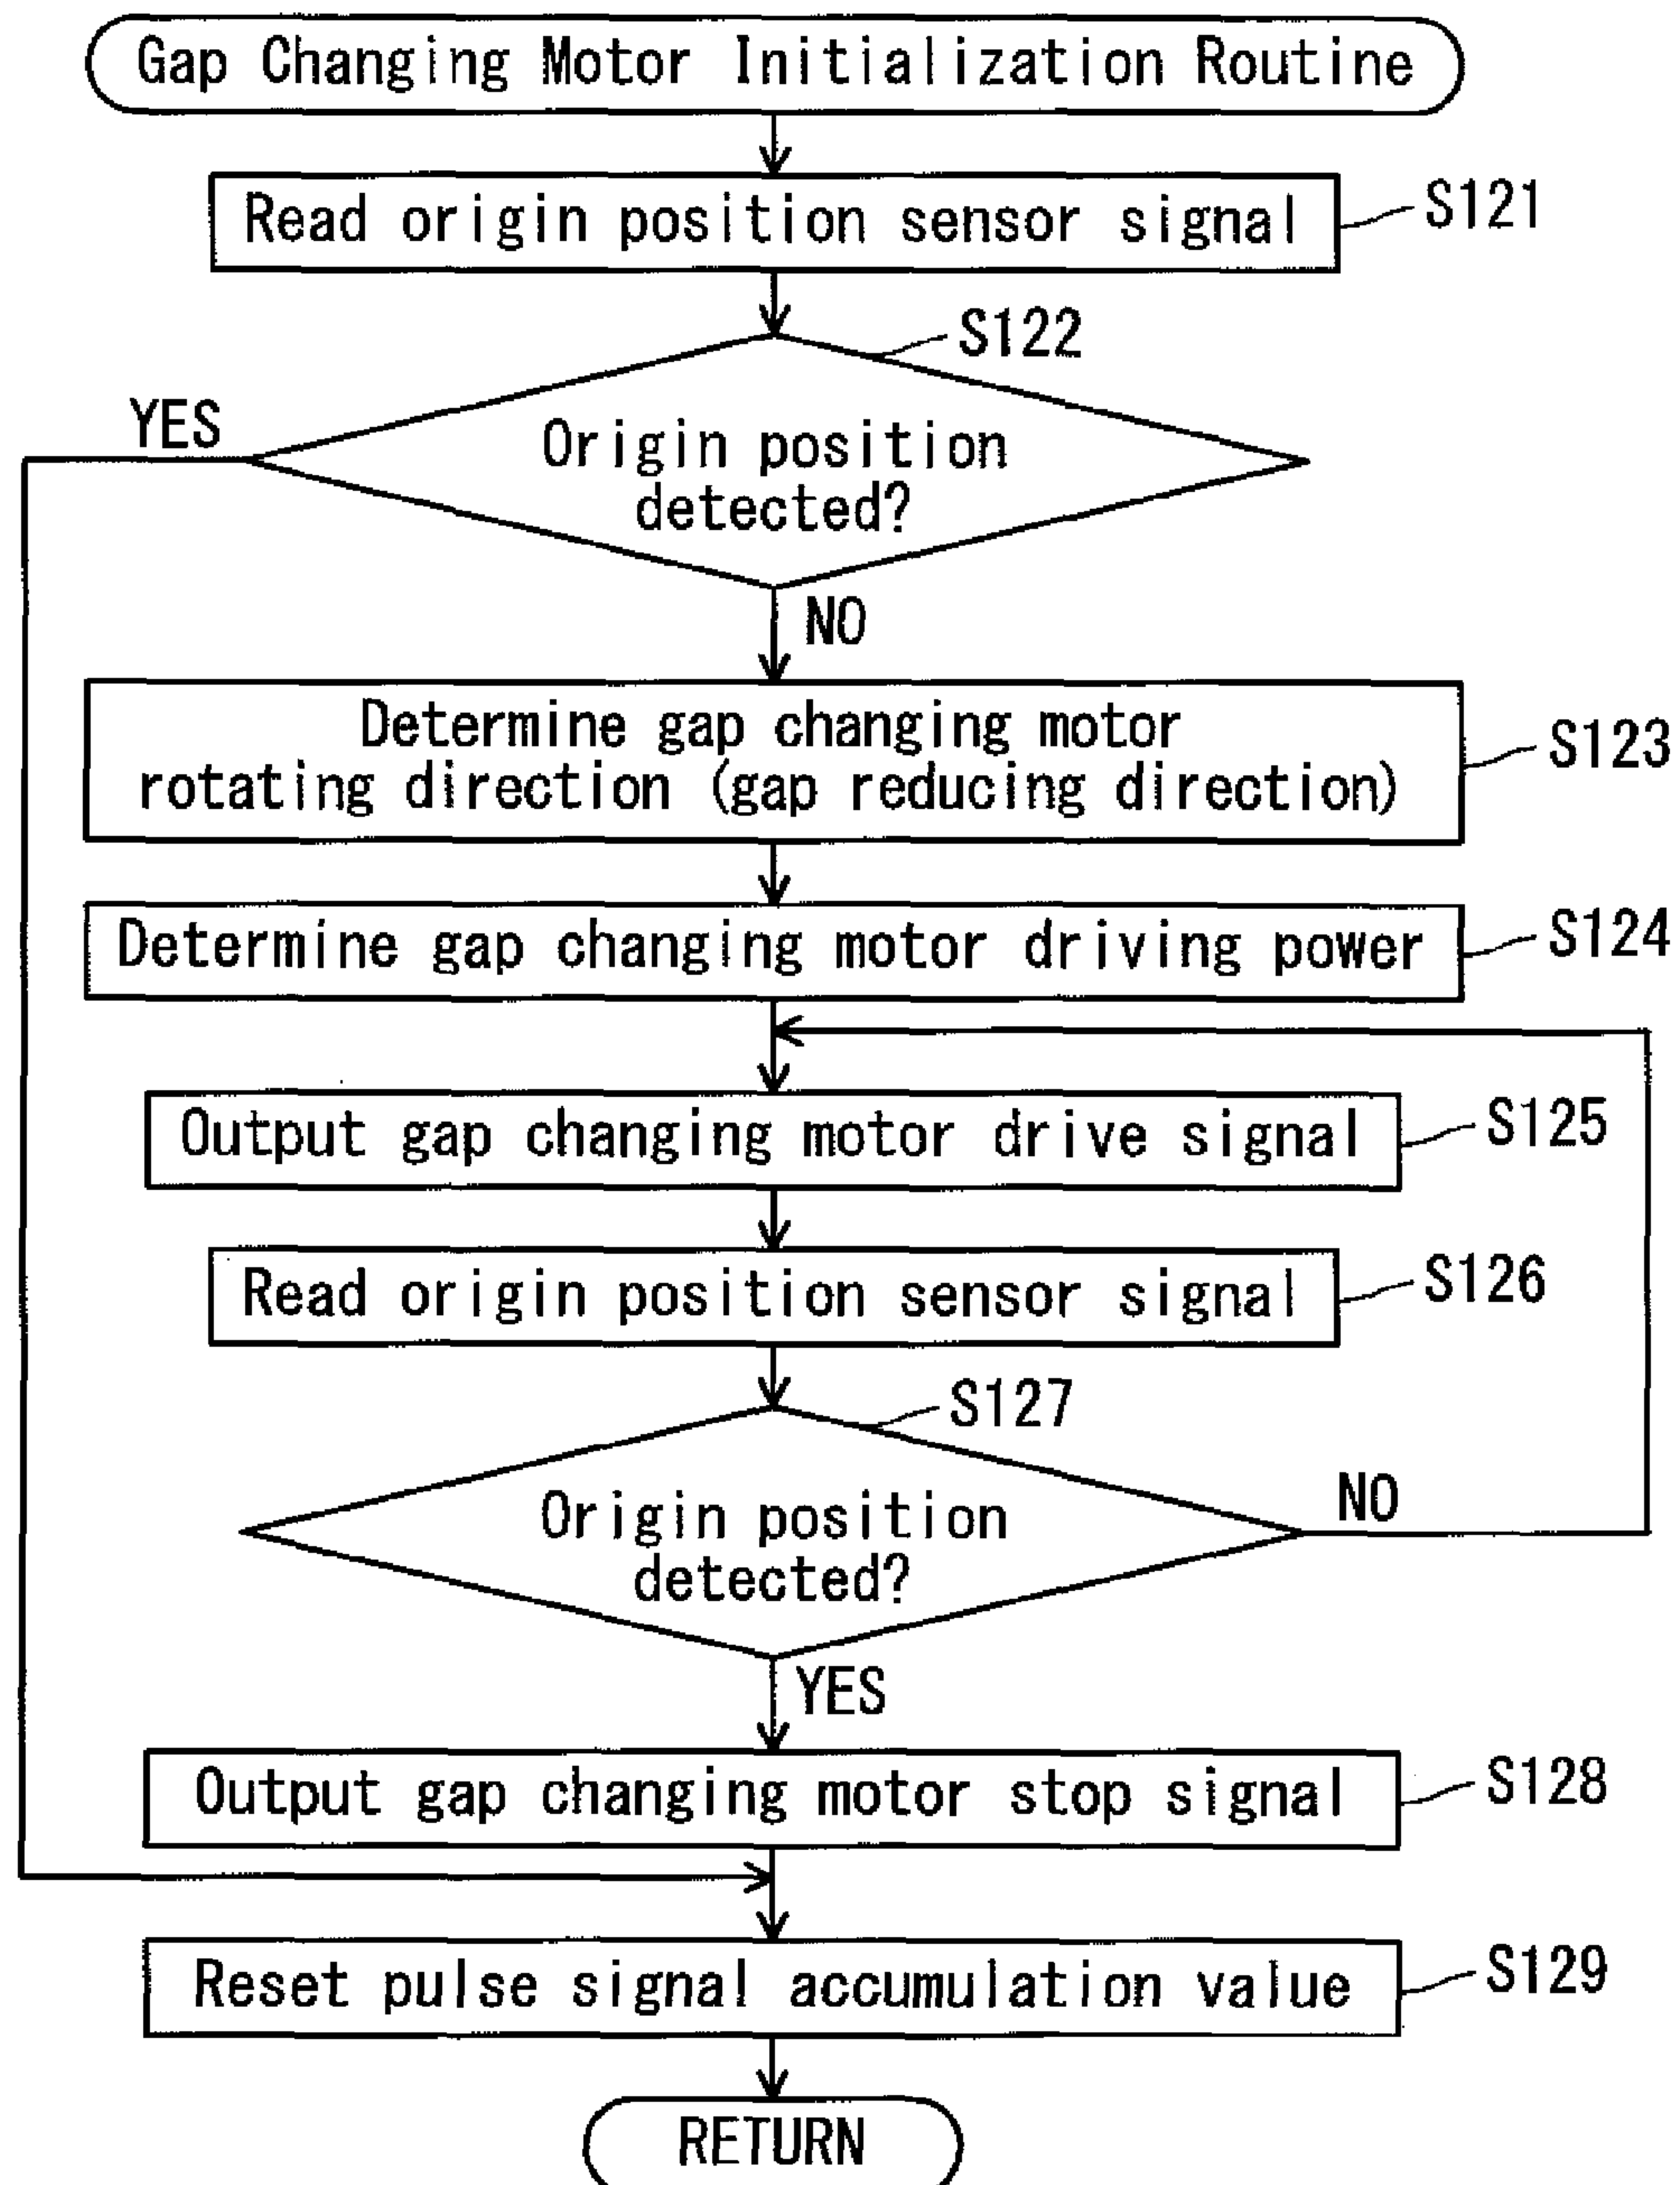 Gap Changing Motor Initialization Routine
Read origin position sensor signal
S121
S122
YES
Origin position
detected?
NO
Determine gap changing motor
rotating direction (gap reducing direction)
S123
Determine gap changing motor driving power
S124
Output gap changing motor drive signal
S125
Read origin position sensor signal
S126
S127
Origin position
detected?
NO
YES
Output gap changing motor stop signal
S128
Reset pulse signal accumulation value
S129
RETURN